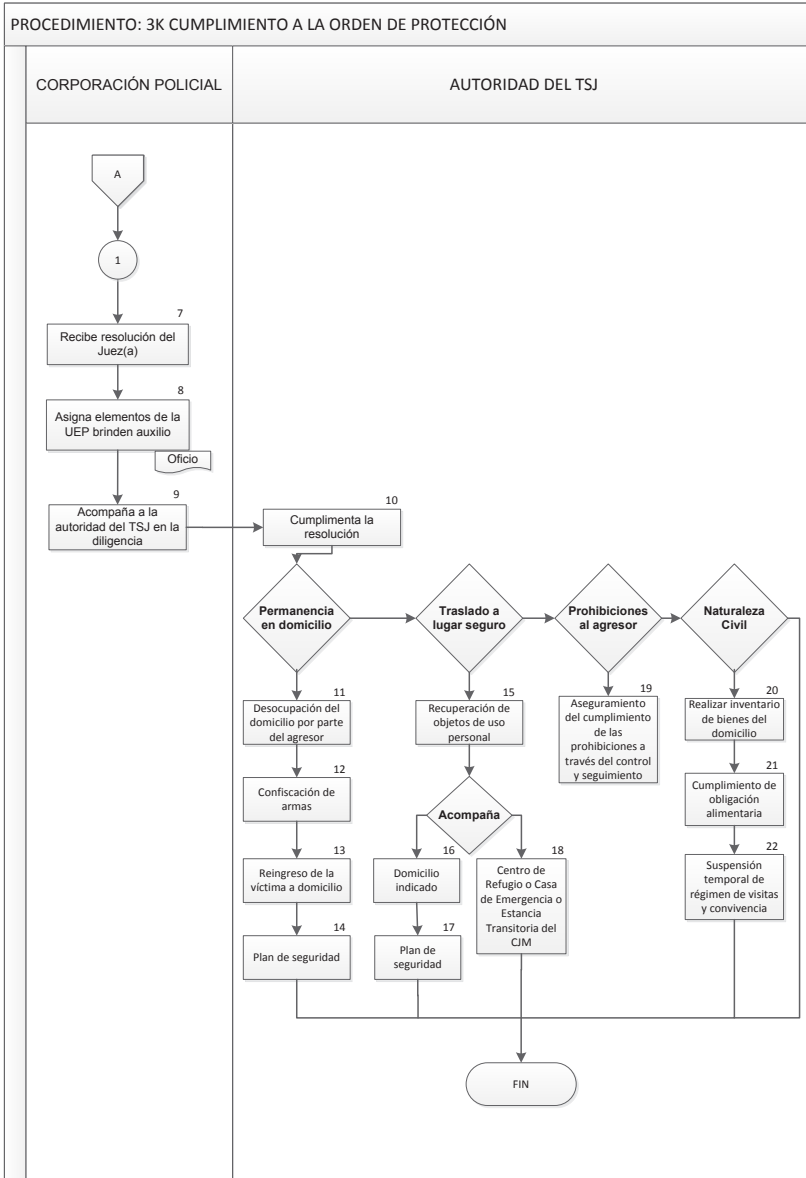 PROCEDIMIENTO: 3K CUMPLIMIENTO A LA ORDEN DE PROTECCIÓN
CORPORACIÓN POLICIAL
AUTORIDAD DEL TSJ
A
1
7
Recibe resolución del
Juez(a)
8
Asigna elementos de la
UEP brinden auxilio
Oficio
9
Acompaña a la
autoridad del TSJ en la
diligencia
10
Cumplimenta la
resolución
Permanencia
en domicilio
Traslado a
lugar seguro
Prohibiciones
al agresor
Naturaleza
Civil
11
Desocupación del
domicilio por parte
del agresor
12
Confiscación de
armas
13
Reingreso de la
víctima a domicilio
14
Plan de seguridad
15
Recuperación de
objetos de uso
personal
Acompaña
16
Domicilio
indicado
17
Plan de
seguridad
18
Centro de
Refugio o Casa
de Emergencia o
Estancia
Transitoria del
CJM
19
Aseguramiento
del cumplimiento
de las
prohibiciones a
través del control
y seguimiento
20
Realizar inventario
de bienes del
domicilio
21
Cumplimiento de
obligación
alimentaria
22
Suspensión
temporal de
régimen de visitas
y convivencia
FIN